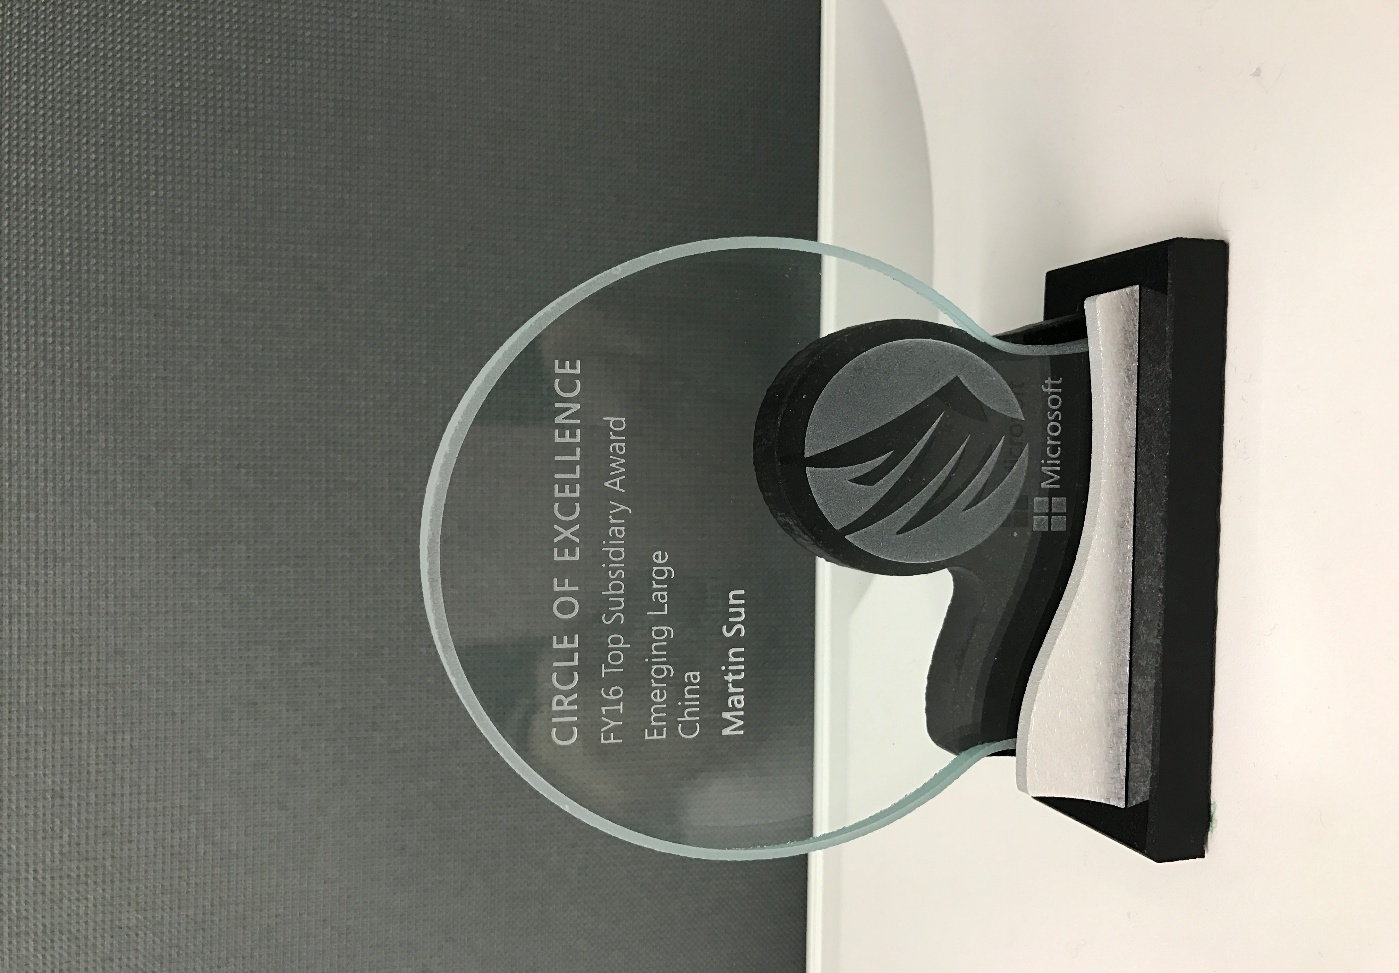 CIRCLE OF EXCELLENCE
FY16 Top Subsidiary Award
Emerging Large
China
Martin Sun
Microsoft